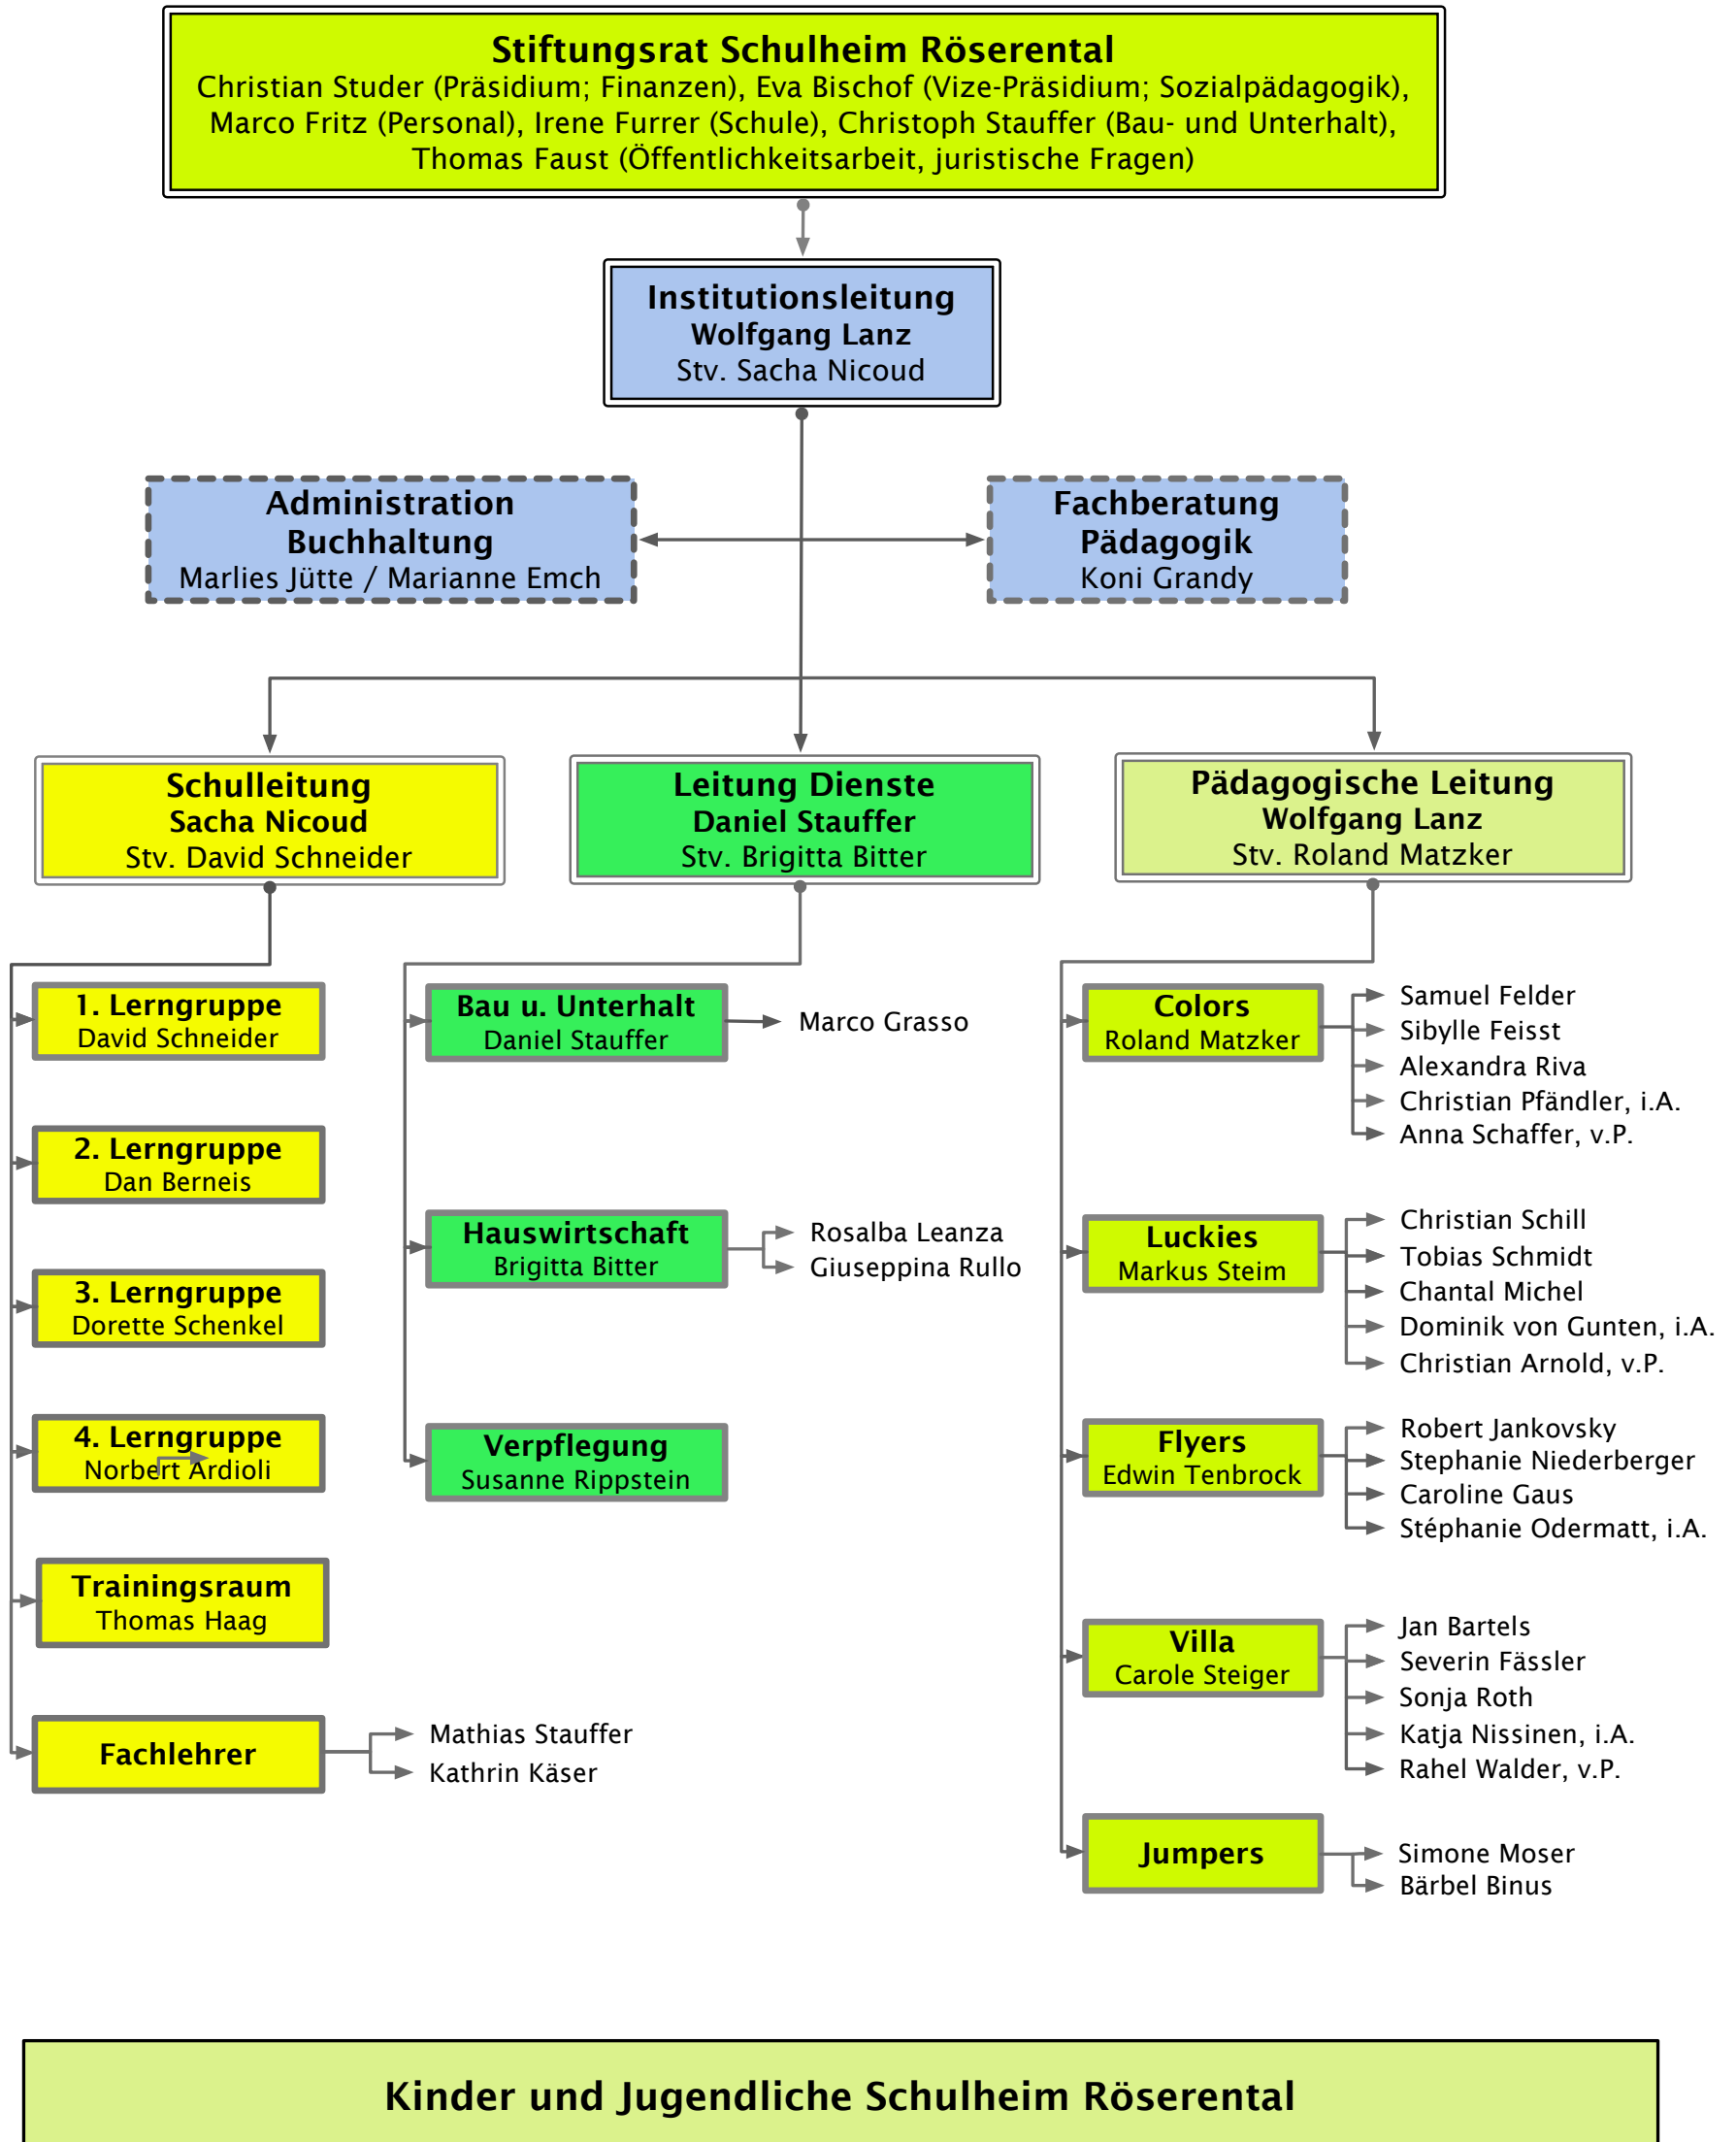 Stiftungsrat Schulheim Röserental
Christian Studer (Präsidium; Finanzen), Eva Bischof (Vize-Präsidium; Sozialpädagogik),
Marco Fritz (Personal), Irene Furrer (Schule), Christoph Stauffer (Bau- und Unterhalt),
Thomas Faust (Öffentlichkeitsarbeit, juristische Fragen)
Institutionsleitung
Wolfgang Lanz
Stv. Sacha Nicoud
Administration
Buchhaltung
Marlies Jütte / Marianne Emch
Fachberatung
Pädagogik
Koni Grandy
Schulleitung
Sacha Nicoud
Stv. David Schneider
Leitung Dienste
Daniel Stauffer
Stv. Brigitta Bitter
Pädagogische Leitung
Wolfgang Lanz
Stv. Roland Matzker
1. Lerngruppe
David Schneider
2. Lerngruppe
Dan Berneis
3. Lerngruppe
Dorette Schenkel
4. Lerngruppe
Norbert Ardioli
Trainingsraum
Thomas Haag
Fachlehrer
Mathias Stauffer
Kathrin Käser
Bau u. Unterhalt
Daniel Stauffer
Marco Grasso
Hauswirtschaft
Brigitta Bitter
Rosalba Leanza
Giuseppina Rullo
Verpflegung
Susanne Rippstein
Colors
Roland Matzker
Samuel Felder
Sibylle Feisst
Alexandra Riva
Christian Pfändler, i.A.
Anna Schaffer, v.P.
Luckies
Markus Steim
Christian Schill
Tobias Schmidt
Chantal Michel
Dominik von Gunten, i.A.
Christian Arnold, v.P.
Flyers
Edwin Tenbrock
Robert Jankovsky
Stephanie Niederberger
Caroline Gaus
Stéphanie Odermatt, i.A.
Villa
Carole Steiger
Jan Bartels
Severin Fässler
Sonja Roth
Katja Nissinen, i.A.
Rahel Walder, v.P.
Jumpers
Simone Moser
Bärbel Binus
Kinder und Jugendliche Schulheim Röserental